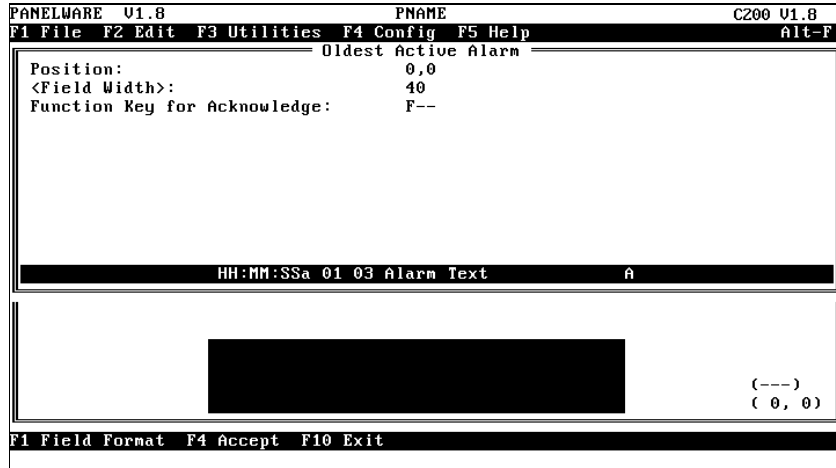 PANELWARE V1.8 PNAME C200 V1.8
F1 File F2 Edit F3 Utilities F4 Config F5 Help Alt-F
Oldest Active Alarm
Position: 0,0
<Field Width>: 40
Function Key for Acknowledge: F--
HH:MM:SSa 01 03 Alarm Text A
(---)
( 0, 0)
F1 Field Format F4 Accept F10 Exit